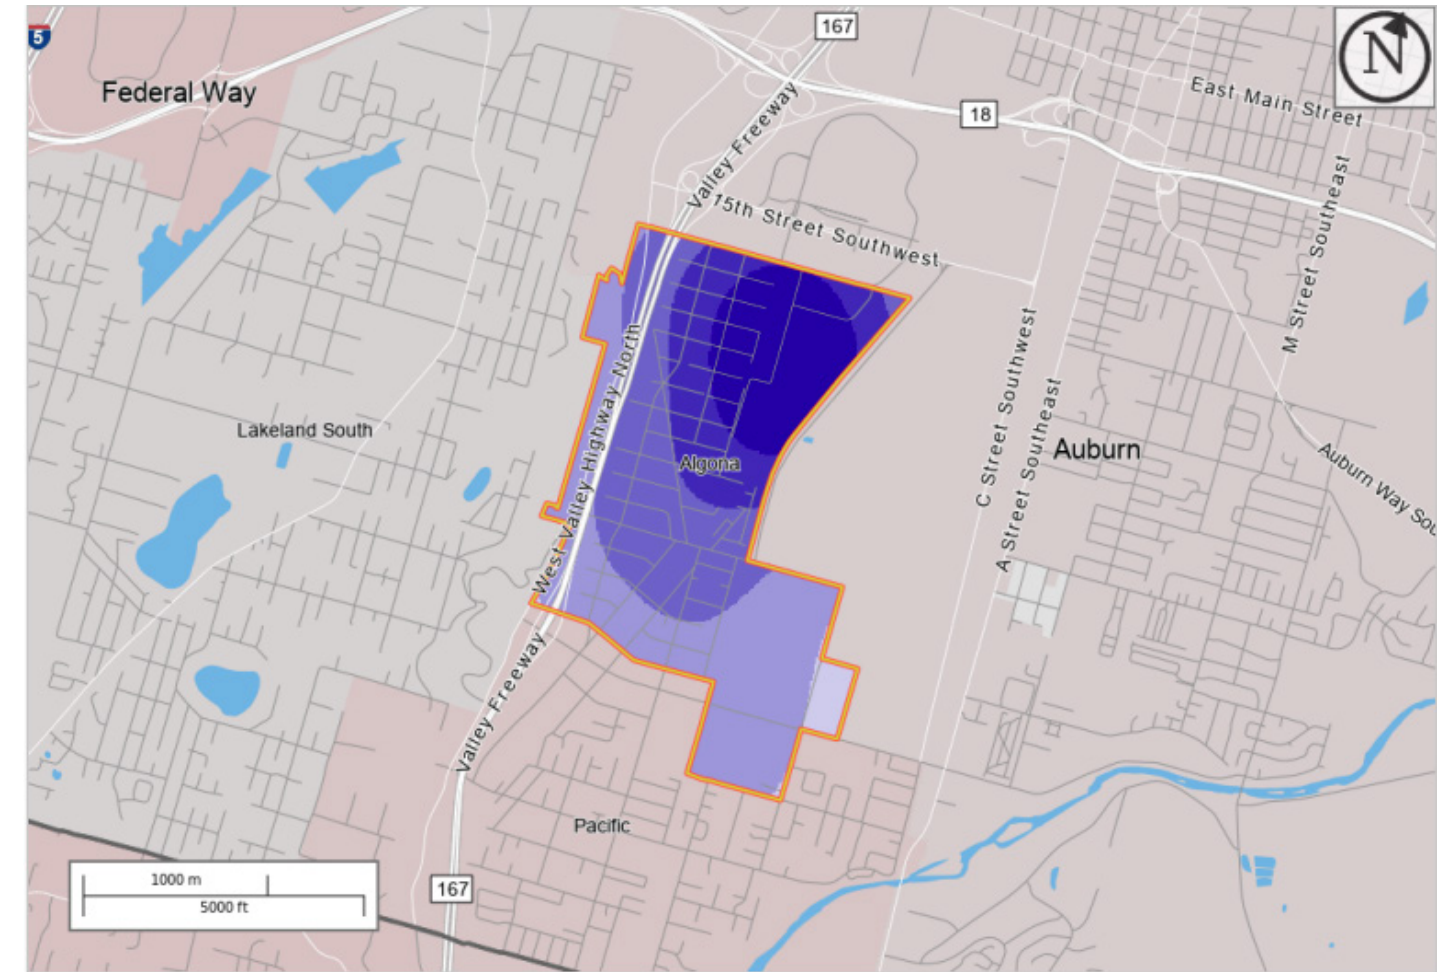 5
167
N
Federal Way
18
East Main Street
Valley Freeway
15th Street Southwest
M Street Southeast
West Valley Highway North
C Street Southwest
A Street Southeast
Lakeland South
Algona
Auburn
Auburn Way Sou
Valley Freeway
Pacific
1000 m
5000 ft
167